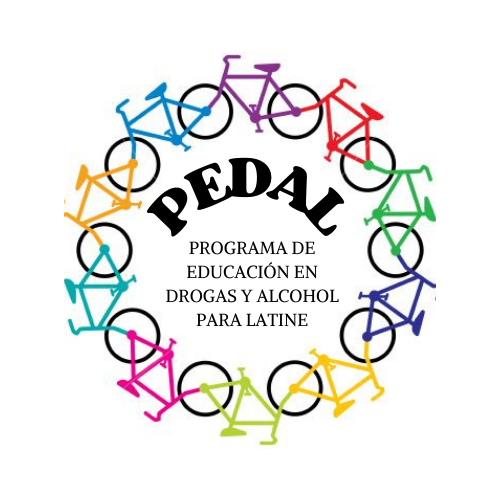 PEDAL
PROGRAMA DE
EDUCACIÓN EN
DROGAS Y ALCOHOL
PARA LATINE